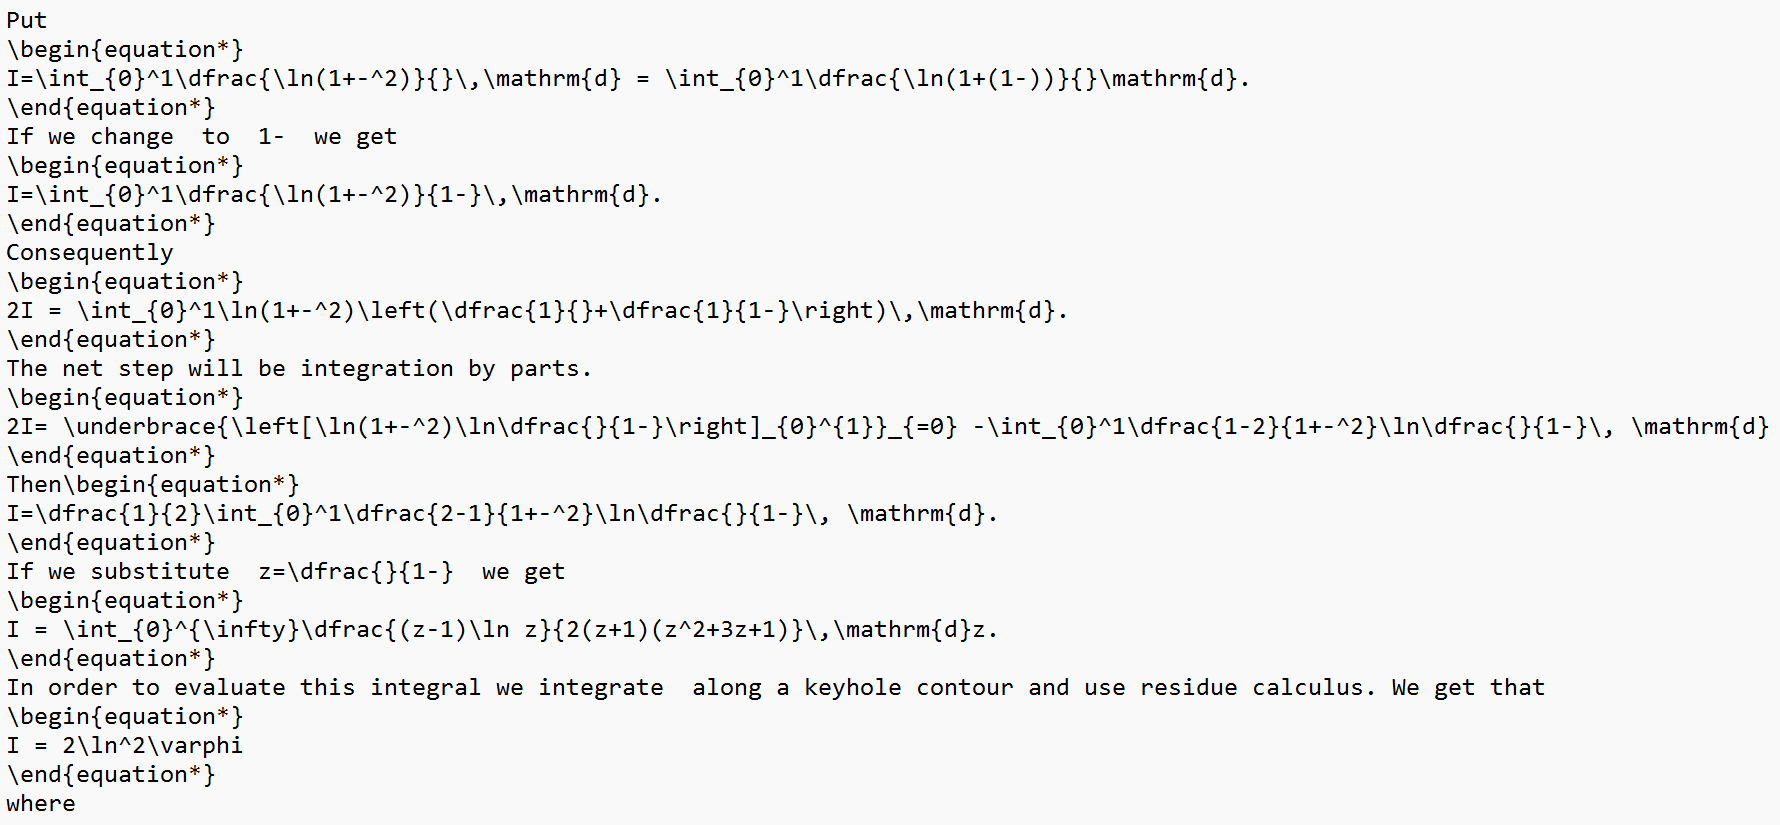 Put
\begin{equation*}
I=\int_{0}^1\dfrac{\ln(1+-^2)}{}\,\mathrm{d} = \int_{0}^1\dfrac{\ln(1+(1-))}{}\mathrm{d}.
\end{equation*}
If we change  to  1-  we get
\begin{equation*}
I=\int_{0}^1\dfrac{\ln(1+-^2)}{1-}\,\mathrm{d}.
\end{equation*}
Consequently
\begin{equation*}
2I = \int_{0}^1\ln(1+-^2)\left(\dfrac{1}{}+\dfrac{1}{1-}\right)\,\mathrm{d}.
\end{equation*}
The net step will be integration by parts.
\begin{equation*}
2I= \underbrace{\left[\ln(1+-^2)\ln\dfrac{}{1-}\right]_{0}^{1}}_{=0} -\int_{0}^1\dfrac{1-2}{1+-^2}\ln\dfrac{}{1-}\, \mathrm{d}
\end{equation*}
Then\begin{equation*}
I=\dfrac{1}{2}\int_{0}^1\dfrac{2-1}{1+-^2}\ln\dfrac{}{1-}\, \mathrm{d}.
\end{equation*}
If we substitute  z=\dfrac{}{1-}  we get
\begin{equation*}
I = \int_{0}^{\infty}\dfrac{(z-1)\ln z}{2(z+1)(z^2+3z+1)}\,\mathrm{d}z.
\end{equation*}
In order to evaluate this integral we integrate  along a keyhole contour and use residue calculus. We get that
\begin{equation*}
I = 2\ln^2\varphi
\end{equation*}
where